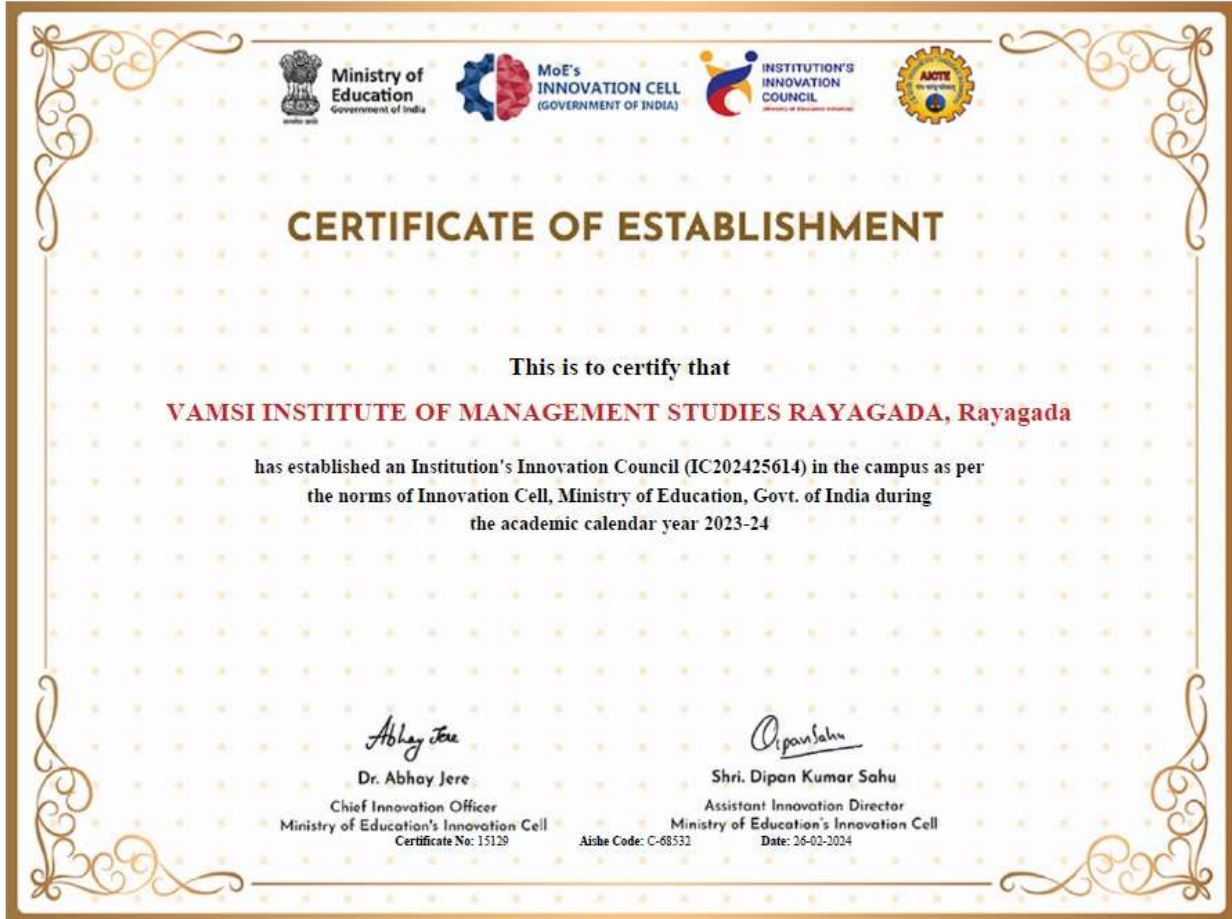 Ministry of
Education
Government of India
MoE's
INNOVATION CELL
(GOVERNMENT OF INDIA)
INSTITUTION'S
INNOVATION
COUNCIL
AICTE
CERTIFICATE OF ESTABLISHMENT
This is to certify that
VAMSI INSTITUTE OF MANAGEMENT STUDIES RAYAGADA, Rayagada
has established an Institution's Innovation Council (IC202425614) in the campus as per
the norms of Innovation Cell, Ministry of Education, Govt. of India during
the academic calendar year 2023-24
Abhay Jere
Dipan Sahu
Dr. Abhay Jere
Shri. Dipan Kumar Sahu
Chief Innovation Officer
Assistant Innovation Director
Ministry of Education's Innovation Cell
Ministry of Education's Innovation Cell
Certificate No: 15129 Aishe Code: C-68532 Date: 26-02-2024